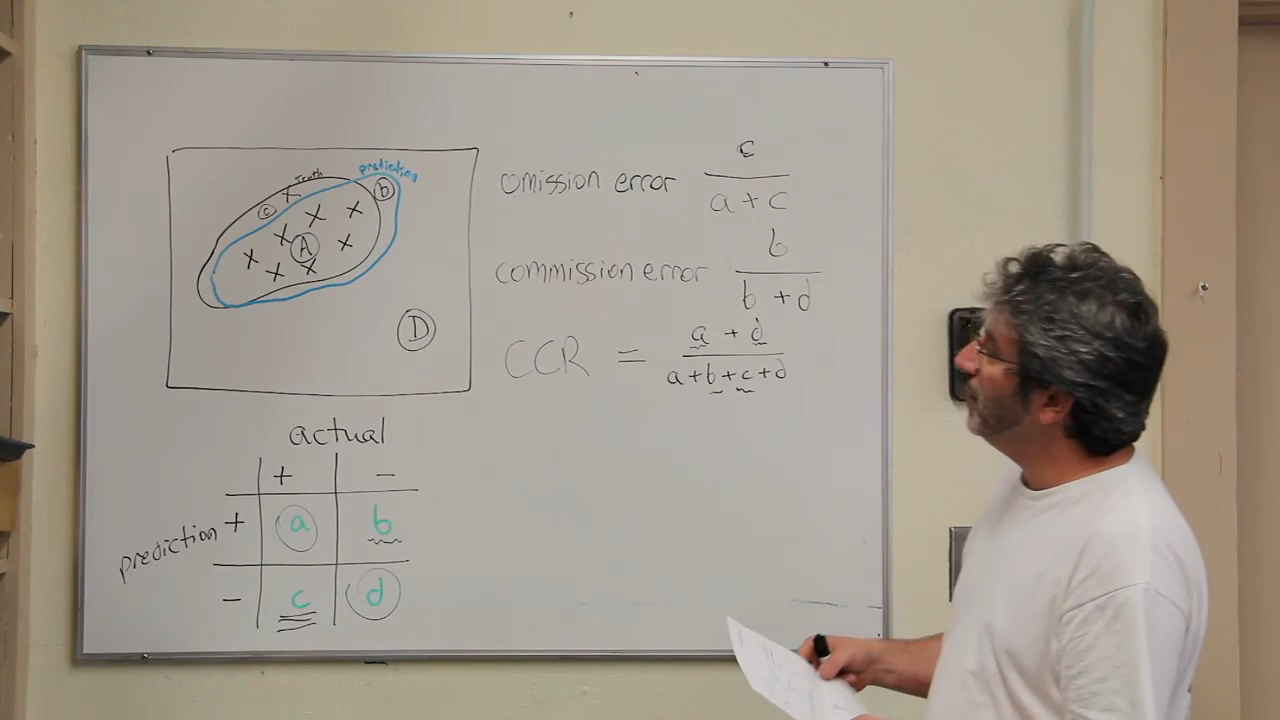 Truth
prediction
c
b
A
D
X X X X X X X X
omission error c / a + c
commission error b / b + d
CCR = a + d / a + b + c + d
actual
+ -
prediction + a b
- c d